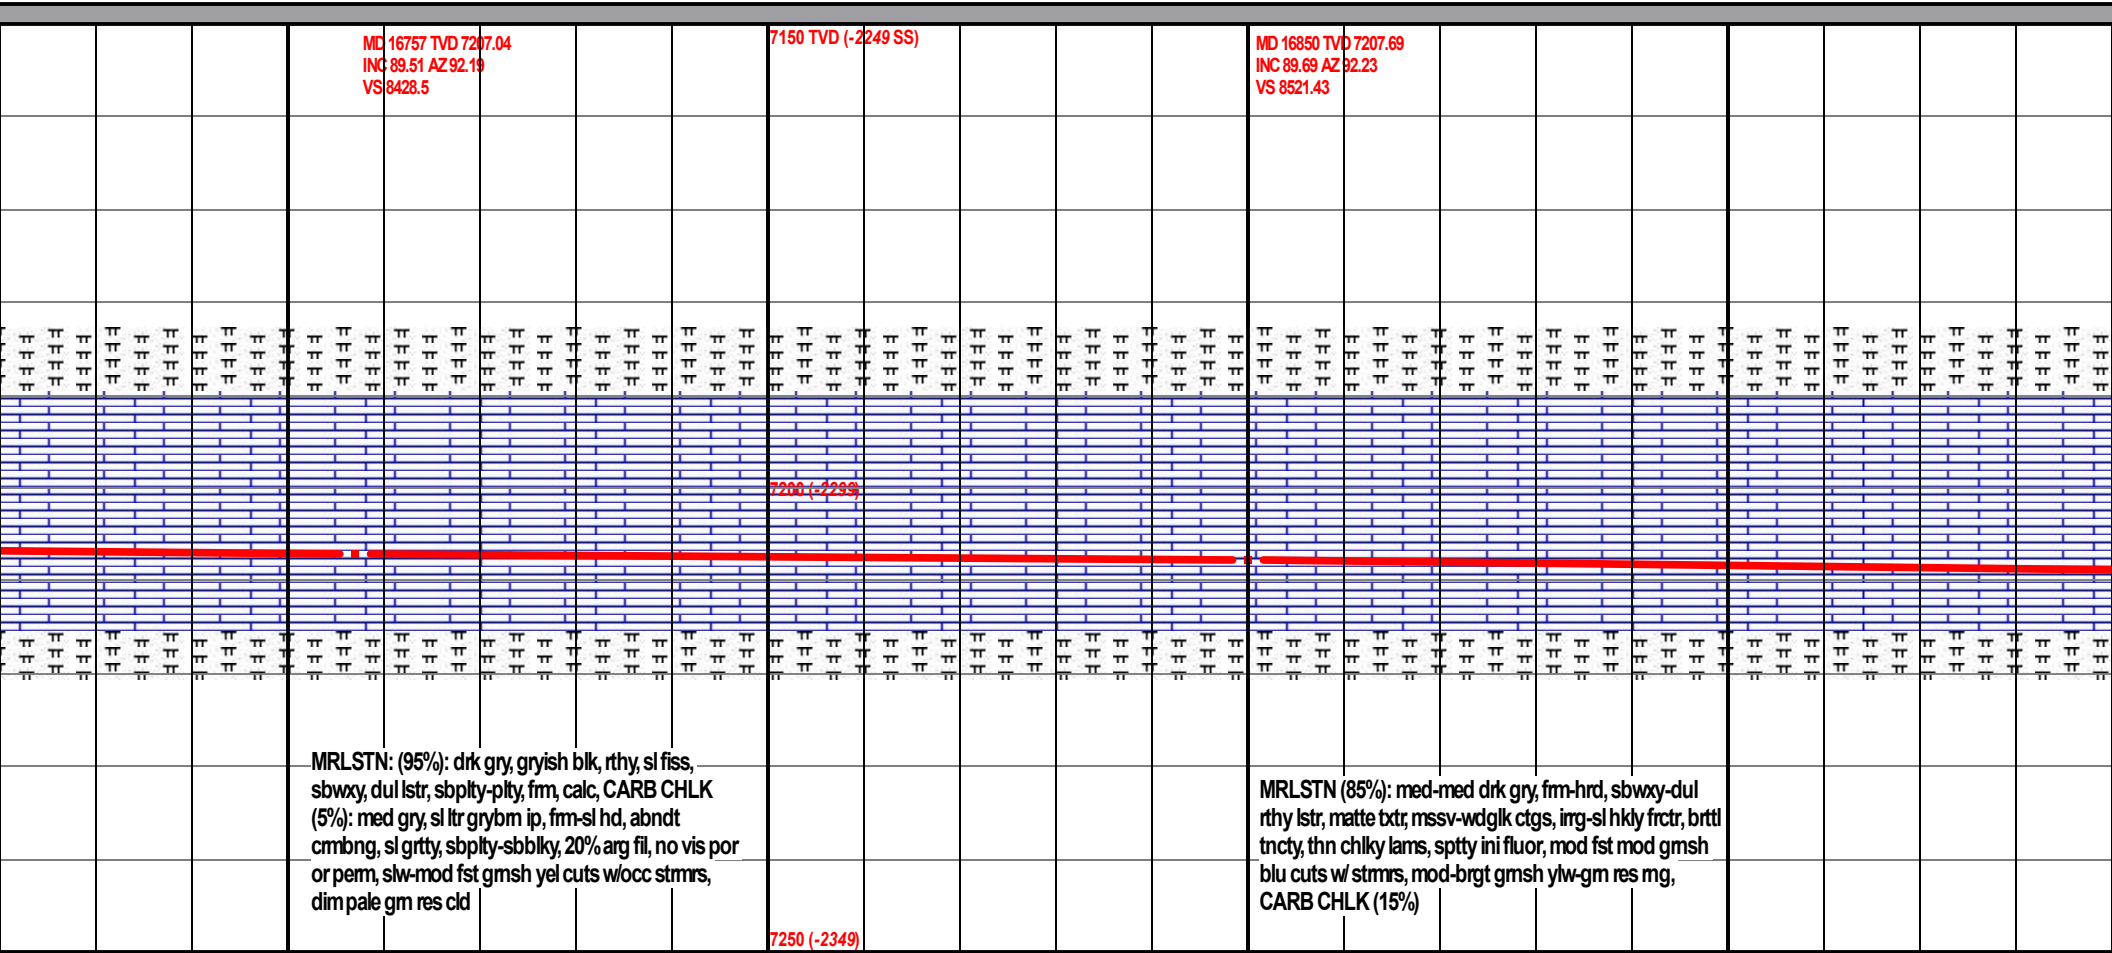 MD 16757 TVD 7207.04
INC 89.51 AZ 92.19
VS 8428.5
7150 TVD (-2249 SS)
MD 16850 TVD 7207.69
INC 89.69 AZ 92.23
VS 8521.43
7200 (-2299)
MRLSTN: (95%): drk gry, gryish blk, rthy, sl fiss,
sbwxy, dul lstr, sbplty-plty, frm, calc, CARB CHLK
(5%): med gry, sl ltr grybrn ip, frm-sl hd, abndt
crmbng, sl grtty, sbplty-sbblky, 20% arg fil, no vis por
or perm, slw-mod fst grnsh yel cuts w/occ strmrs,
dim pale grn res cld
MRLSTN (85%): med-med drk gry, frm-hrd, sbwxy-dul
rthy lstr, matte txtr, mssv-wdglk ctgs, irrg-sl hkly frctr, brttl
tncty, thn chlky lams, sptty ini fluor, mod fst mod grnsh
blu cuts w/ strmrs, mod-brgt grnsh ylw-grn res rng,
CARB CHLK (15%)
7250 (-2349)